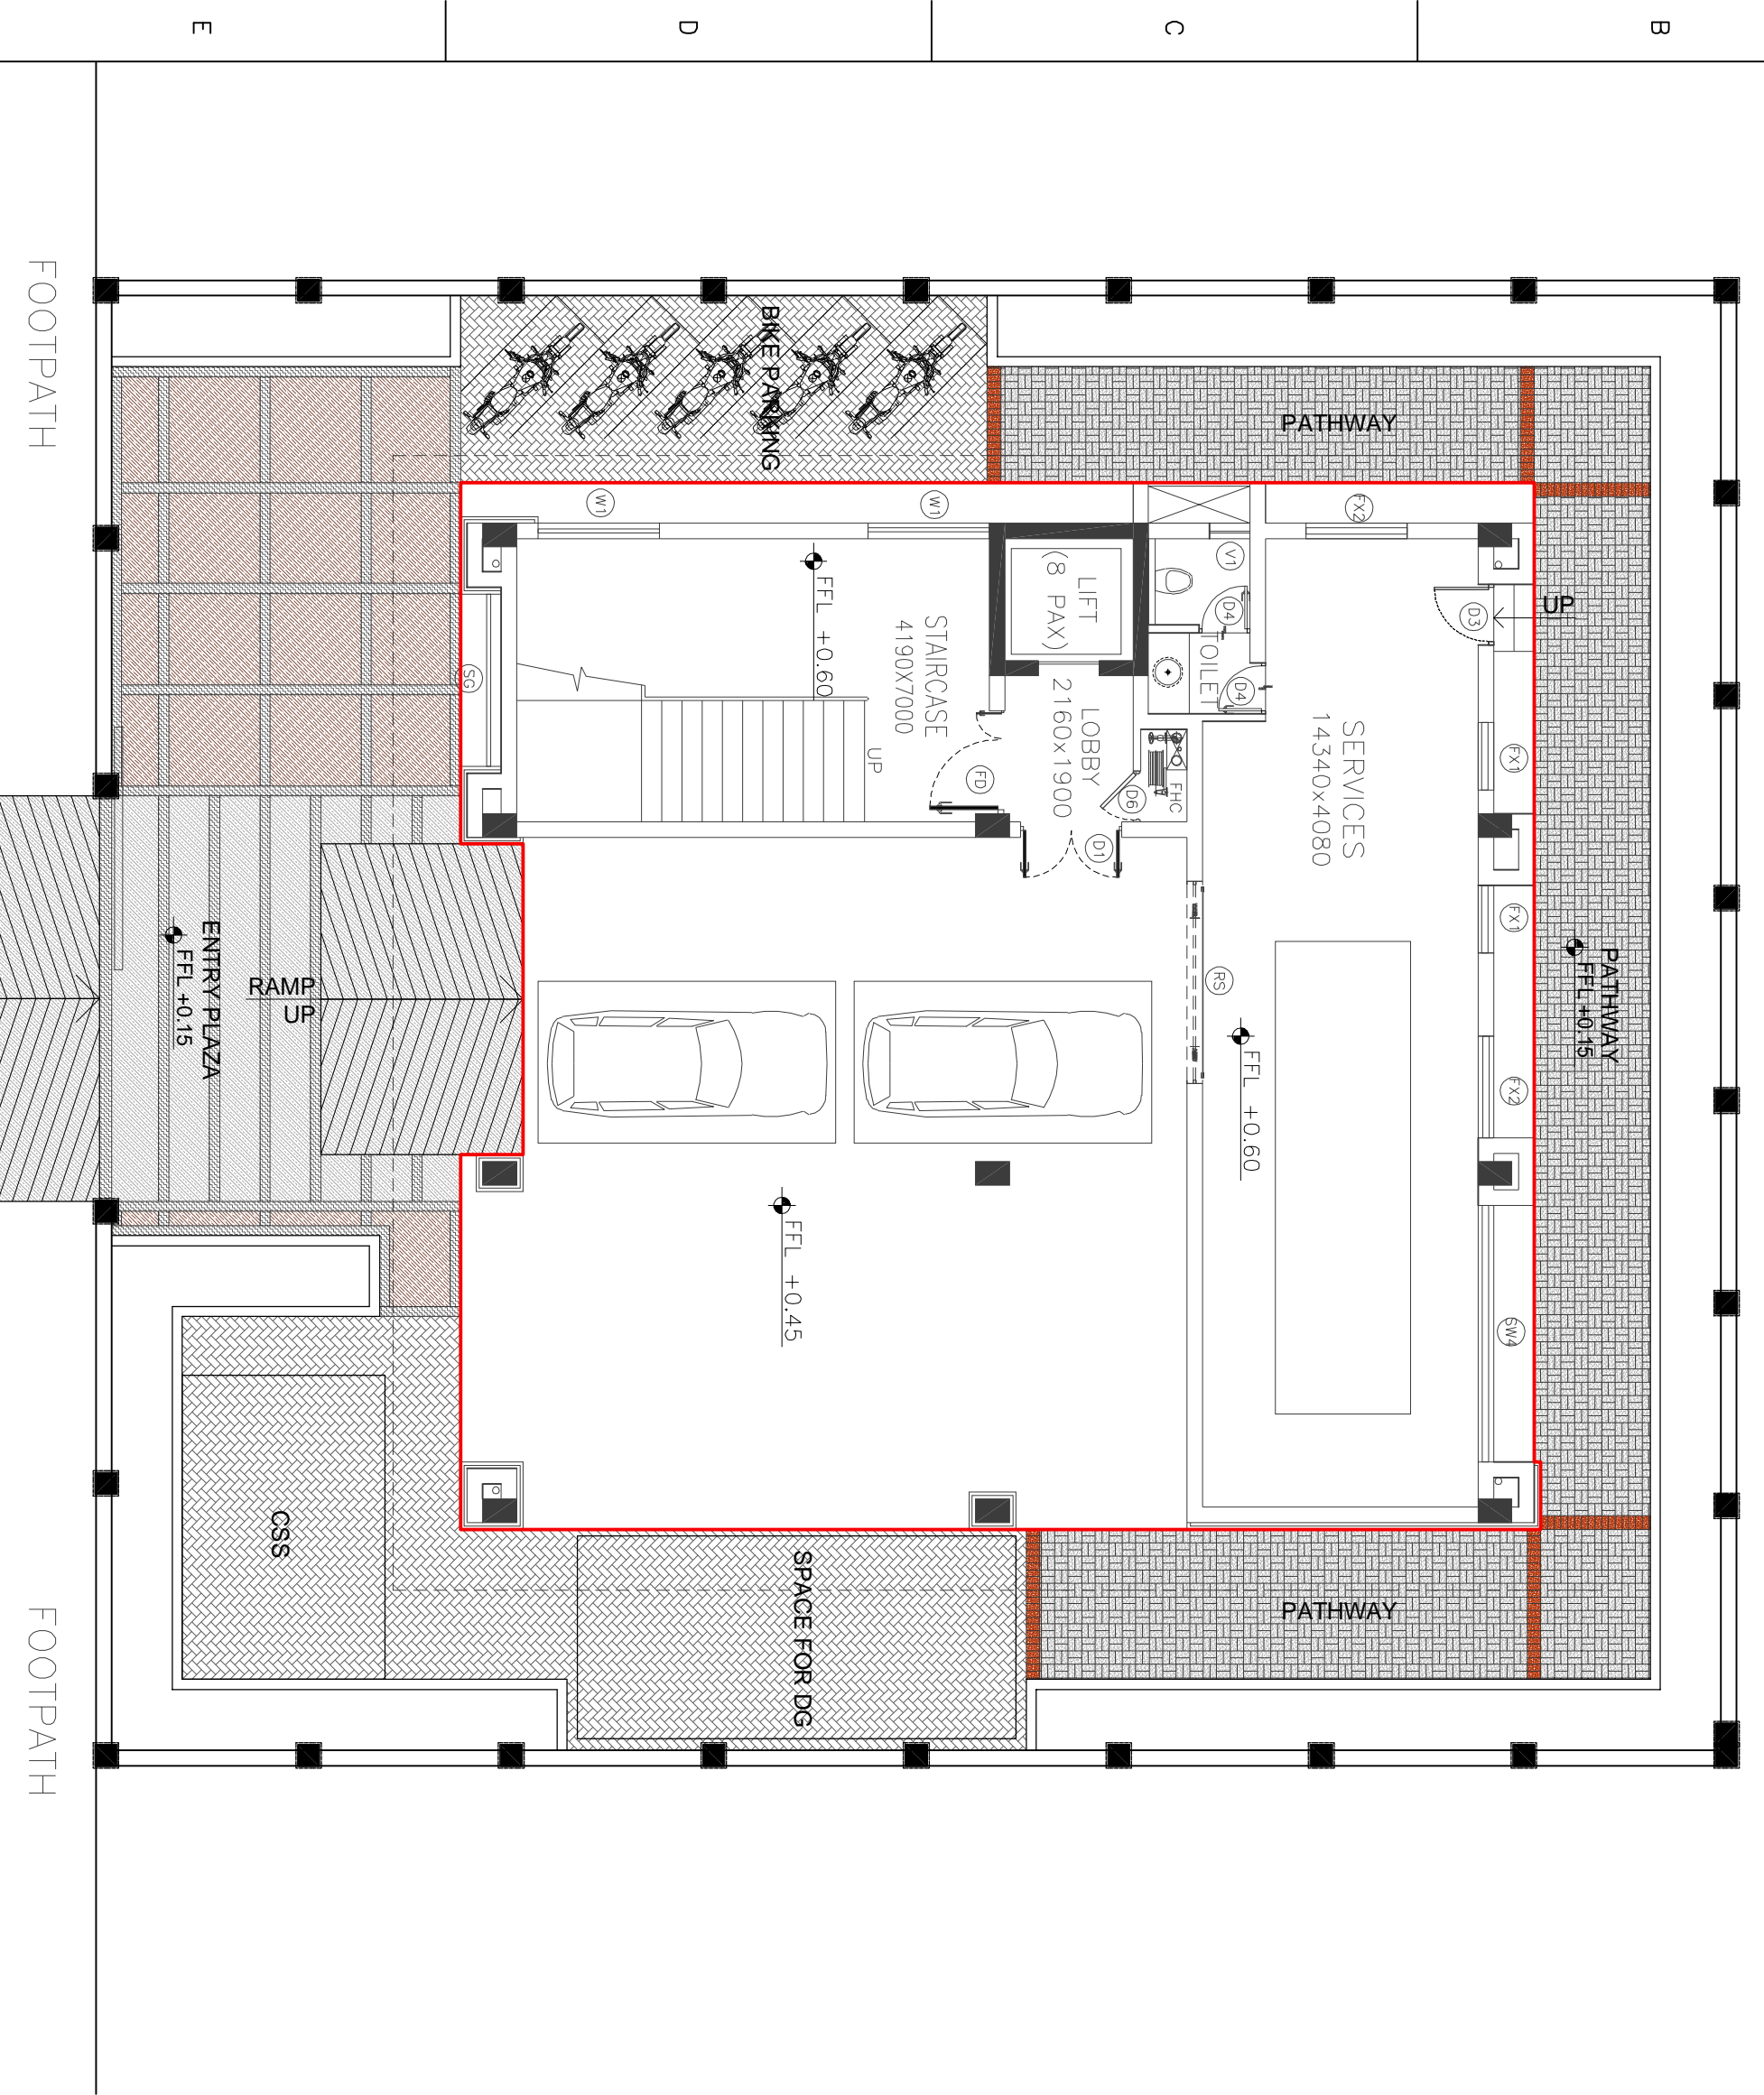 E
D
C
B
FOOTPATH
BIKE PARKING
PATHWAY
W1
W1
FX2
V1
FFL +0.60
LIFT
(8 PAX)
D4
D3
UP
STAIRCASE
4190X7000
TOILET
D4
SG
LOBBY
2160x1900
SERVICES
14340x4080
UP
FD
FHC
D6
FX1
D1
FX1
ENTRY PLAZA
FFL +0.15
RAMP
UP
RS
PATHWAY
FFL +0.15
FFL +0.60
FX2
FFL +0.45
SW4
CSS
SPACE FOR DG
PATHWAY
FOOTPATH